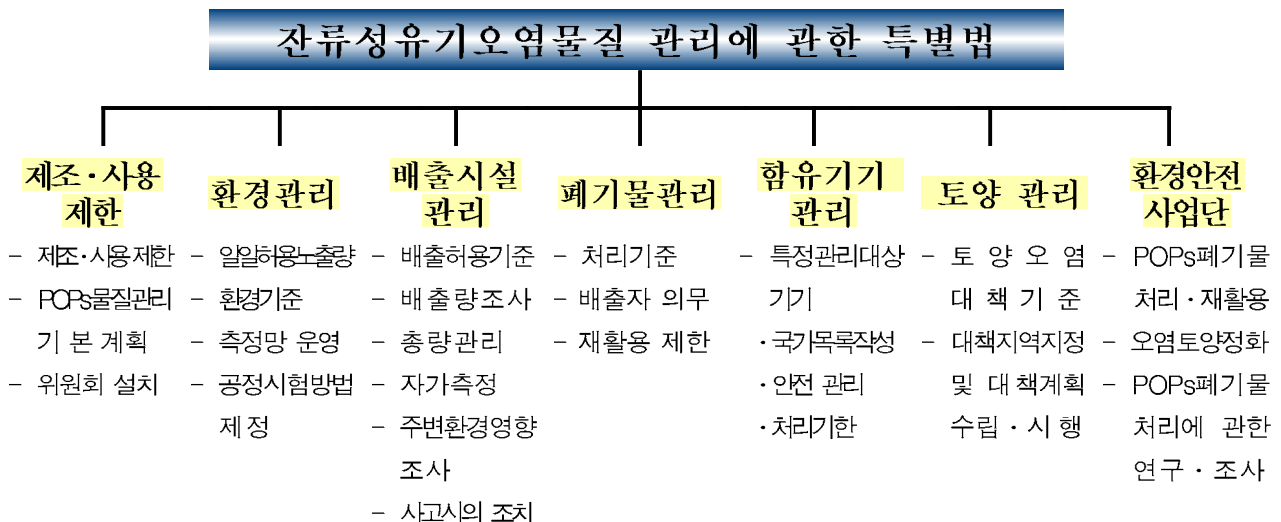 잔류성유기오염물질 관리에 관한 특별법
제조·사용
제한
- 제조·사용제한
- POPs물질관리
기 본 계획
- 위원회 설치
환경관리
- 일일허용노출량
- 환경기준
- 측정망 운영
- 공정시험방법
제정
배출시설
관리
- 배출허용기준
- 배출량조사
- 총량관리
- 자가측정
- 주변환경영향
조사
- 사고시의 조치
폐기물관리
- 처리기준
- 배출자 의무
- 재활용 제한
함유기기
관리
- 특정관리대상
기기
·국가목록작성
·안전 관리
·처리기한
토양 관리
- 토 양 오 염
대 책 기 준
- 대책지역지정
및 대책계획
수립·시행
환경안전
사업단
- POPs폐기물
처리·재활용
- 오염토양정화
- POPs폐기물
처리에 관한
연구·조사